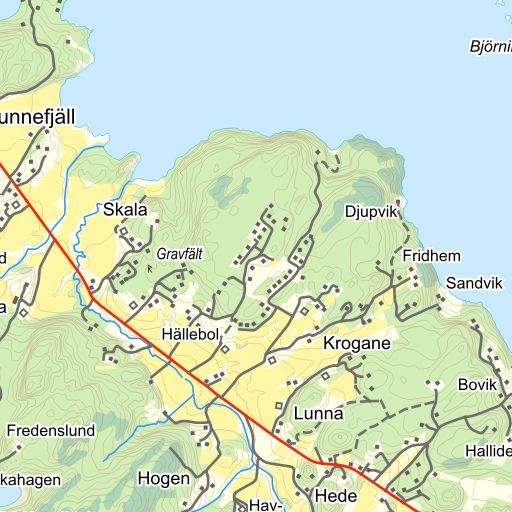 Björni
unnefjäll
Skala
Djupvik
Gravfält
Fridhem
d
Sandvik
a
Hällebol
Krogane
Bovik
Lunna
Fredenslund
Hallide
kahagen
Hogen
Hede
Hav-